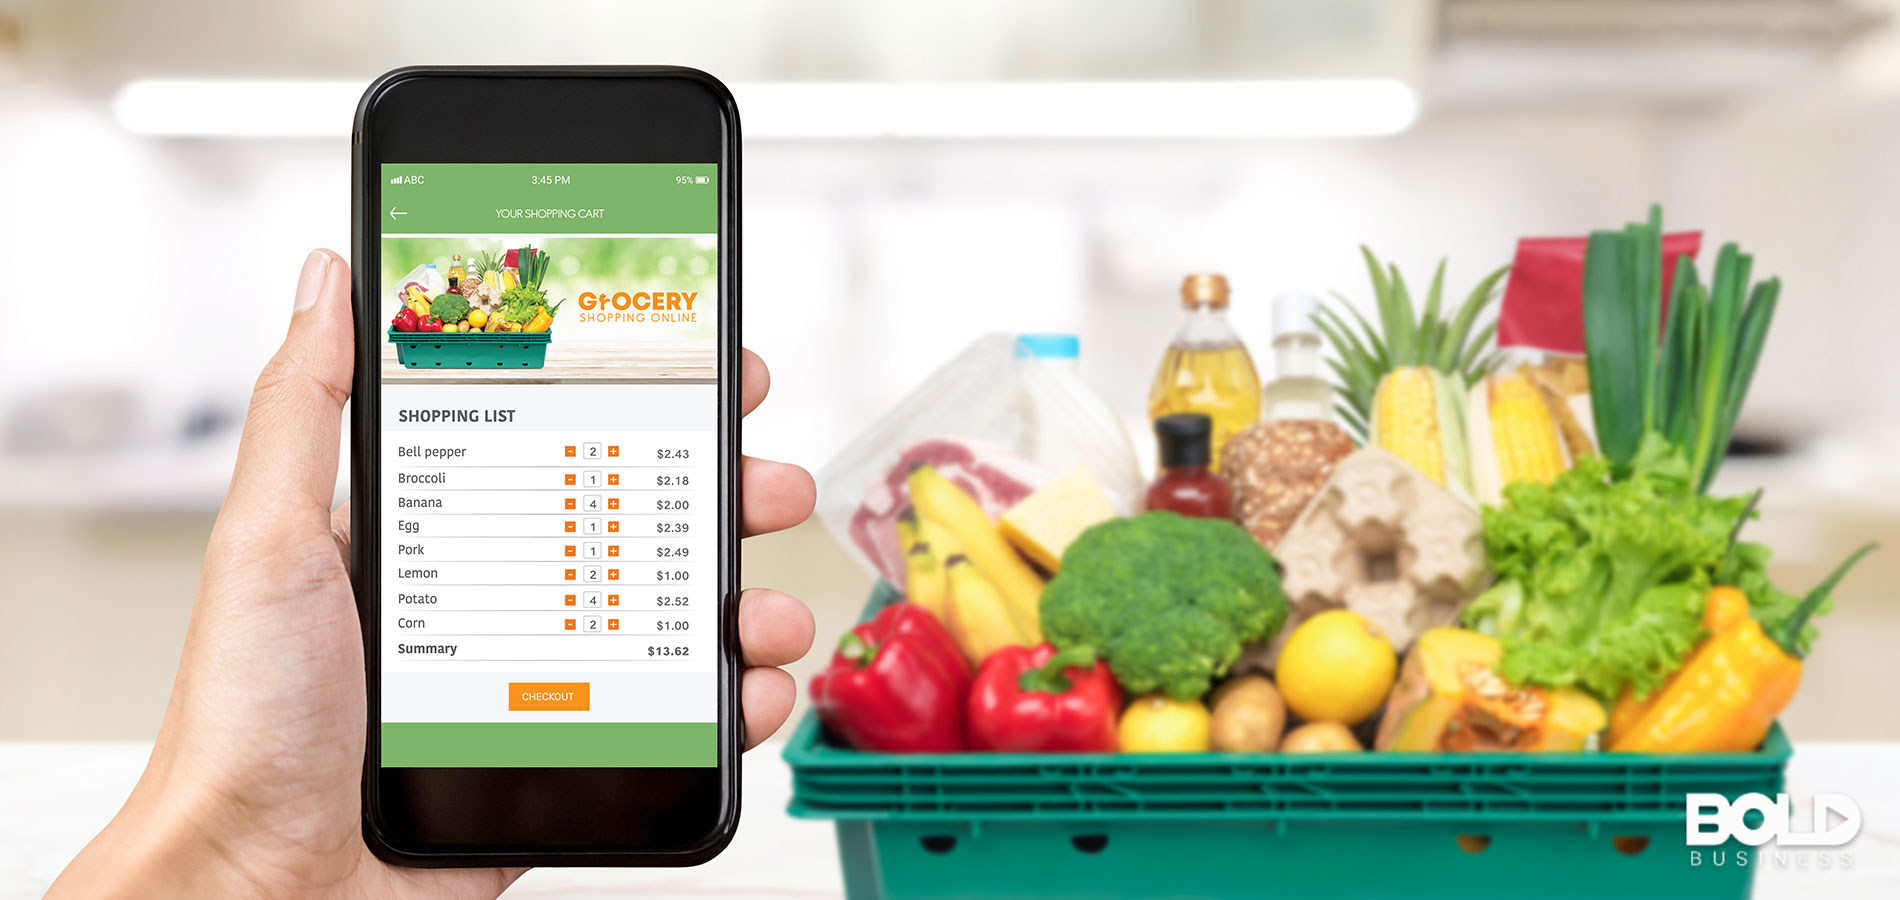 ABC 3:45 PM 95%
YOUR SHOPPING CART
GrOCERY
SHOPPING ONLINE
SHOPPING LIST
Bell pepper - 2 + $2.43
Broccoli - 1 + $2.18
Banana - 4 + $2.00
Egg - 1 + $2.39
Pork - 1 + $2.49
Lemon - 2 + $1.00
Potato - 4 + $2.52
Corn - 2 + $1.00
Summary $13.62
CHECKOUT
BOLD
BUSINESS